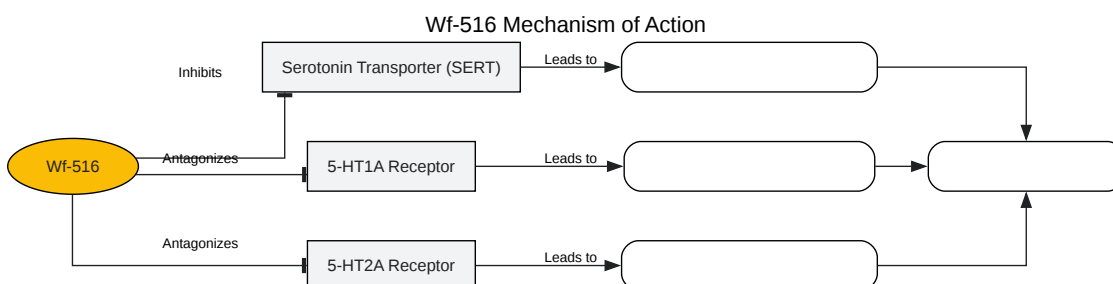 Wf-516 Mechanism of Action
Inhibits
Serotonin Transporter (SERT)
Leads to
Wf-516
Antagonizes
5-HT1A Receptor
Leads to
Antagonizes
5-HT2A Receptor
Leads to